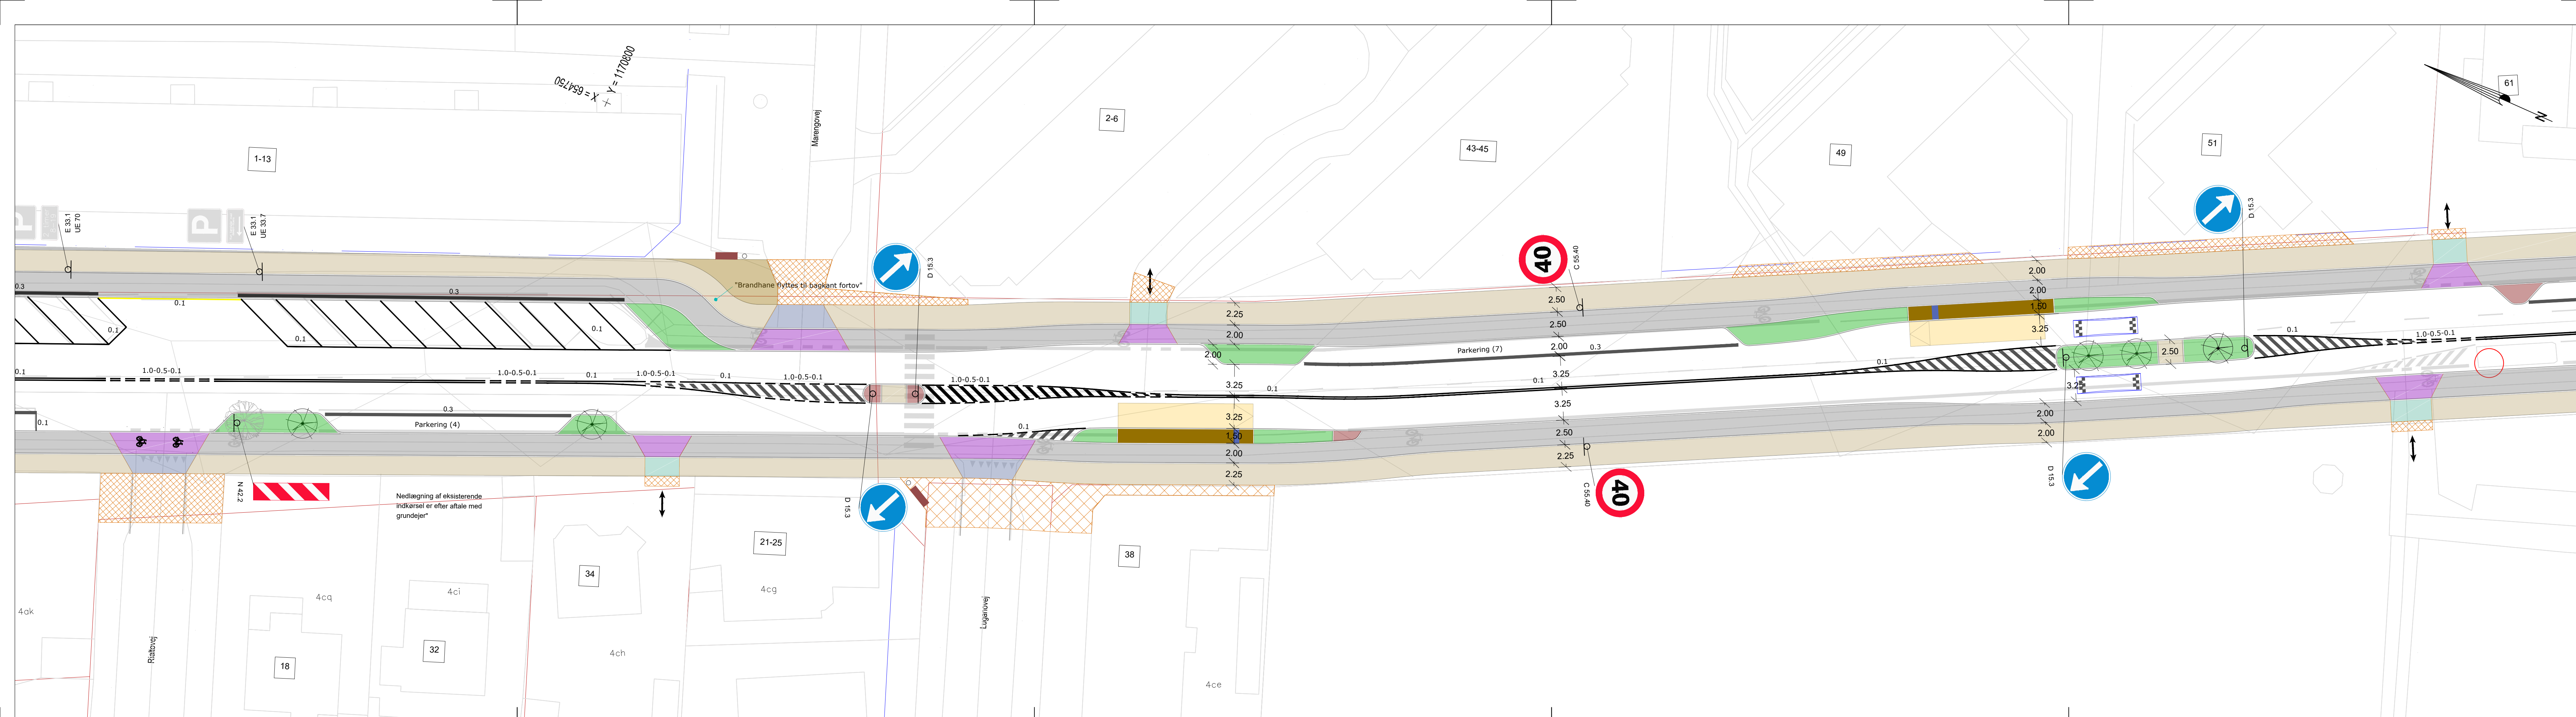 X = 654750
Y = 1170800
1-13
Marengovej
2-6
43-45
49
51
61
N
P
P
E 33.1
UE 70
E 33.1
UE 33.7
D 15.3
40
C 55.40
D 15.3
"Brandhane flyttes til bagkant fortov"
0.3
0.1
0.3
0.1
0.1
0.1
2.25
2.00
2.00
3.25
3.25
1.50
2.00
2.25
2.50
2.50
2.00
3.25
3.25
2.50
2.25
Parkering (7)
0.3
0.1
0.1
0.1
2.00
2.00
1.50
3.25
2.50
2.00
2.00
0.1
1.0-0.5-0.1
0.1
1.0-0.5-0.1
1.0-0.5-0.1
0.1
1.0-0.5-0.1
0.1
1.0-0.5-0.1
1.0-0.5-0.1
0.1
0.3
Parkering (4)
0.1
N 42.2
Nedlægning af eksisterende
indkørsel er efter aftale med
grundejer"
D 15.3
C 55.40
40
D 15.3
21-25
38
34
32
18
4ak
4cq
4ci
4ch
4cg
4ce
Rialtovej
Luganovej